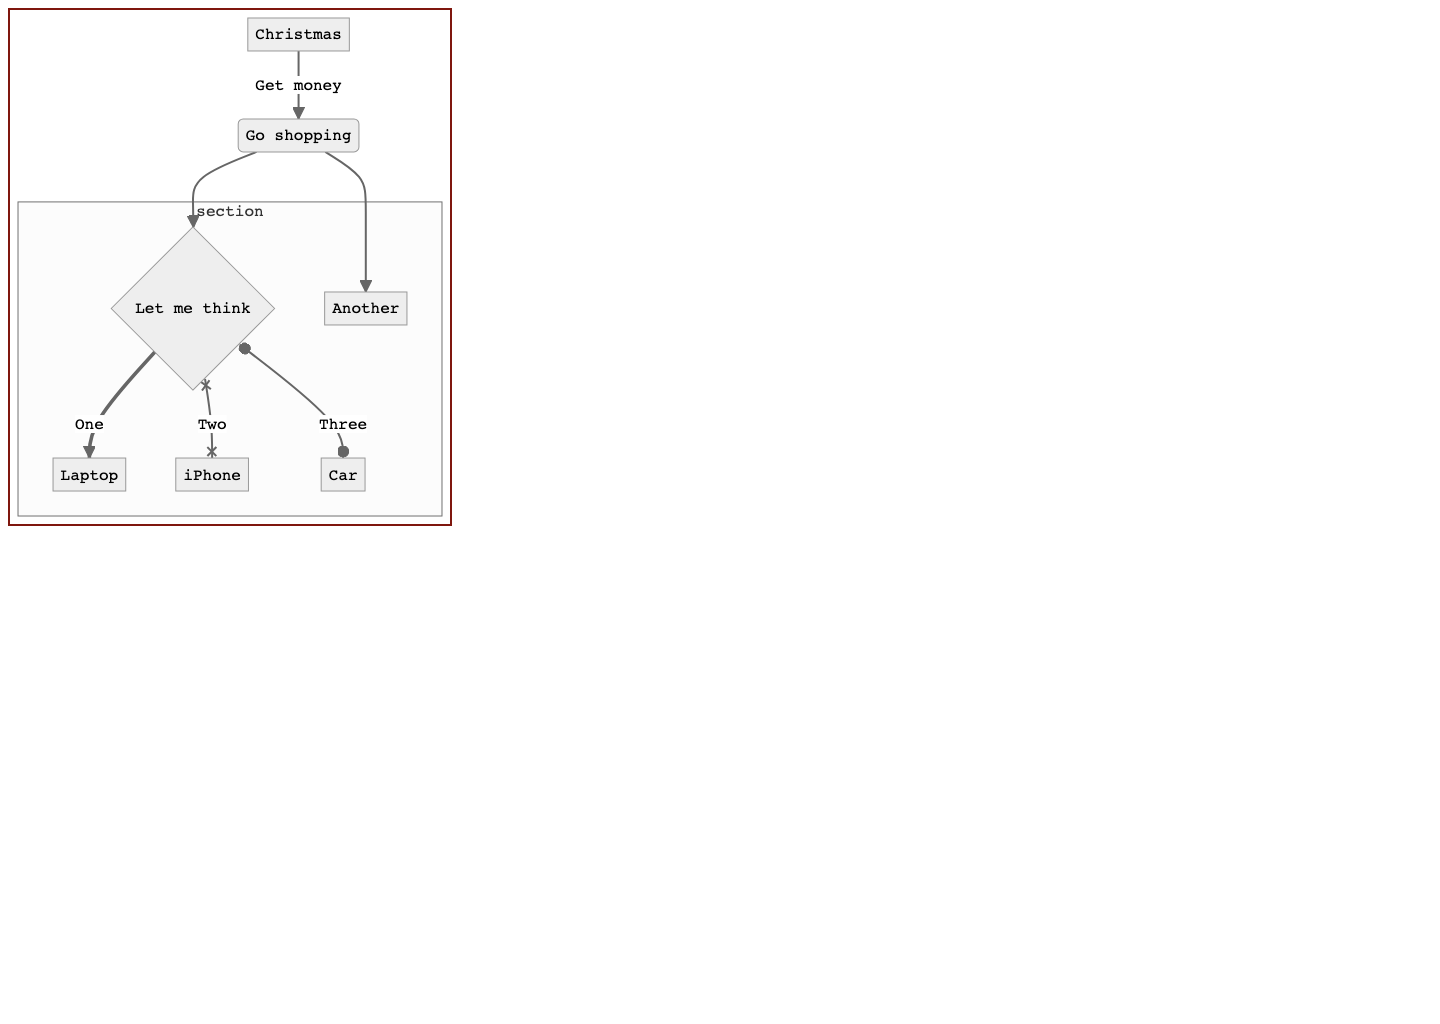 Christmas
Get money
Go shopping
section
Let me think
Another
One
Two
Three
Laptop
iPhone
Car